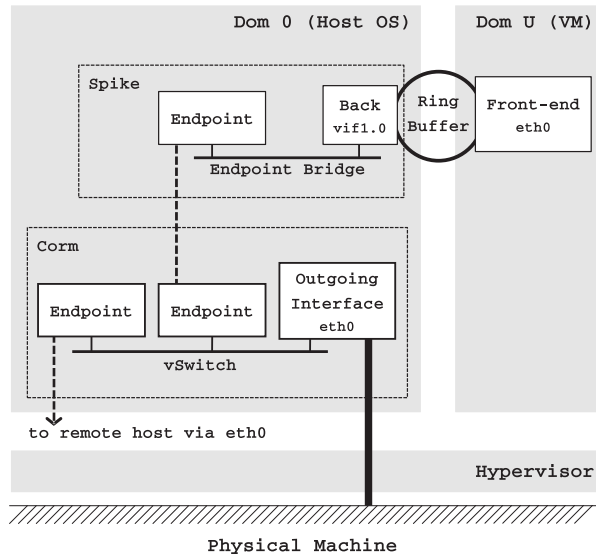 Dom 0 (Host OS)
Dom U (VM)
Spike
Endpoint
Back
vif1.0
Ring
Buffer
Front-end
eth0
Endpoint Bridge
Corm
Endpoint
Endpoint
Outgoing
Interface
eth0
vSwitch
to remote host via eth0
Hypervisor
Physical Machine